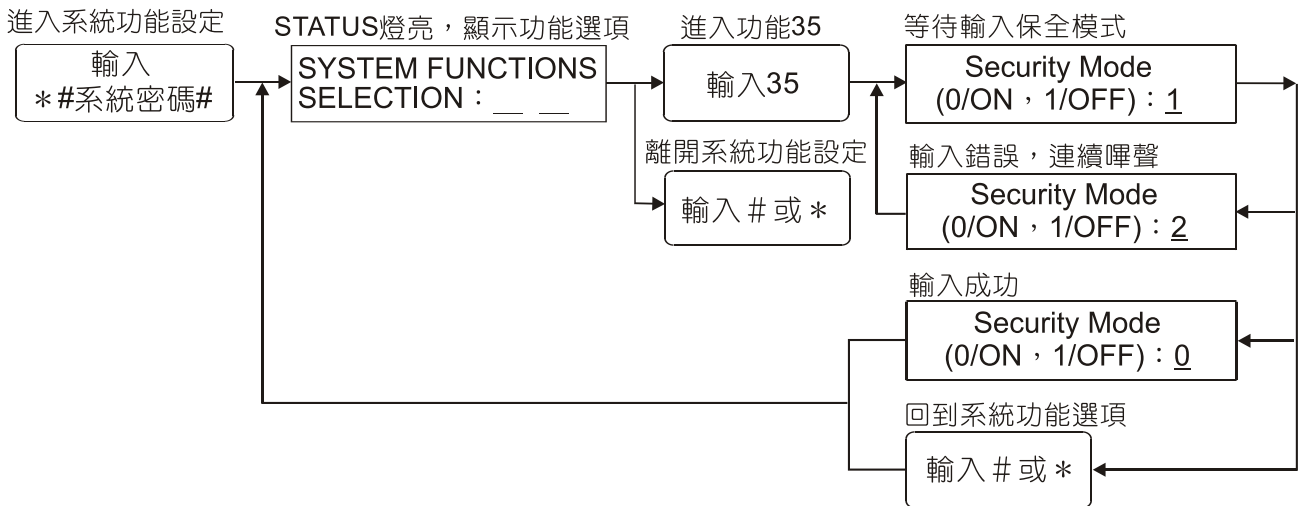 進入系統功能設定
輸入
＊#系統密碼#
STATUS燈亮，顯示功能選項
SYSTEM FUNCTIONS
SELECTION：__ __
進入功能35
輸入35
離開系統功能設定
輸入＃或＊
等待輸入保全模式
Security Mode
(0/ON，1/OFF)：1
輸入錯誤，連續嗶聲
Security Mode
(0/ON，1/OFF)：2
輸入成功
Security Mode
(0/ON，1/OFF)：0
回到系統功能選項
輸入＃或＊